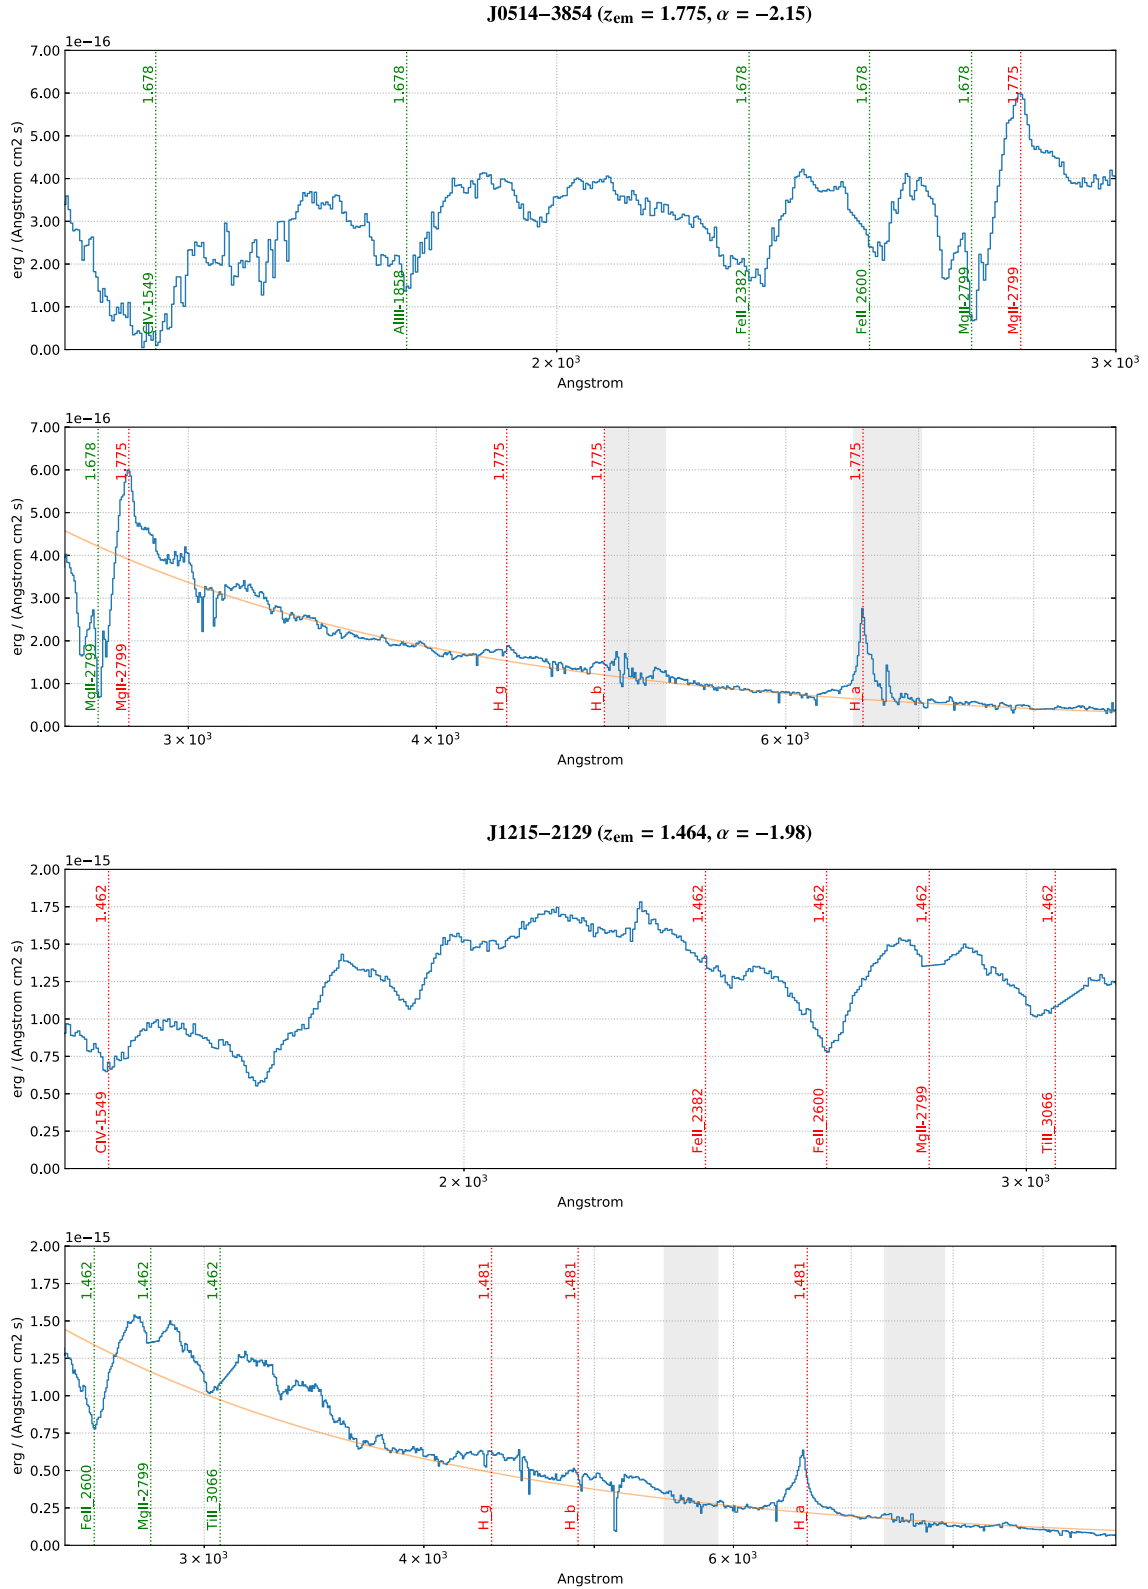 J0514−3854 (zem = 1.775, α = −2.15)
1e−16
7.00
6.00
5.00
4.00
3.00
2.00
1.00
0.00
erg / (Angstrom cm2 s)
1.678
1.678
1.678
1.678
1.678
1.775
CIV-1549
AlIII-1858
FeII_2382
FeII_2600
MgII-2799
MgII-2799
2 × 10³
3 × 10³
Angstrom
1e−16
7.00
6.00
5.00
4.00
3.00
2.00
1.00
0.00
erg / (Angstrom cm2 s)
1.678
1.775
1.775
1.775
1.775
MgII-2799
MgII-2799
H_g
H_b
H_a
3 × 10³
4 × 10³
6 × 10³
Angstrom
J1215−2129 (zem = 1.464, α = −1.98)
1e−15
2.00
1.75
1.50
1.25
1.00
0.75
0.50
0.25
0.00
erg / (Angstrom cm2 s)
1.462
1.462
1.462
1.462
1.462
CIV-1549
FeII_2382
FeII_2600
MgII-2799
TiII_3066
2 × 10³
3 × 10³
Angstrom
1e−15
2.00
1.75
1.50
1.25
1.00
0.75
0.50
0.25
0.00
erg / (Angstrom cm2 s)
1.462
1.462
1.462
1.481
1.481
1.481
FeII_2600
MgII-2799
TiII_3066
H_g
H_b
H_a
3 × 10³
4 × 10³
6 × 10³
Angstrom